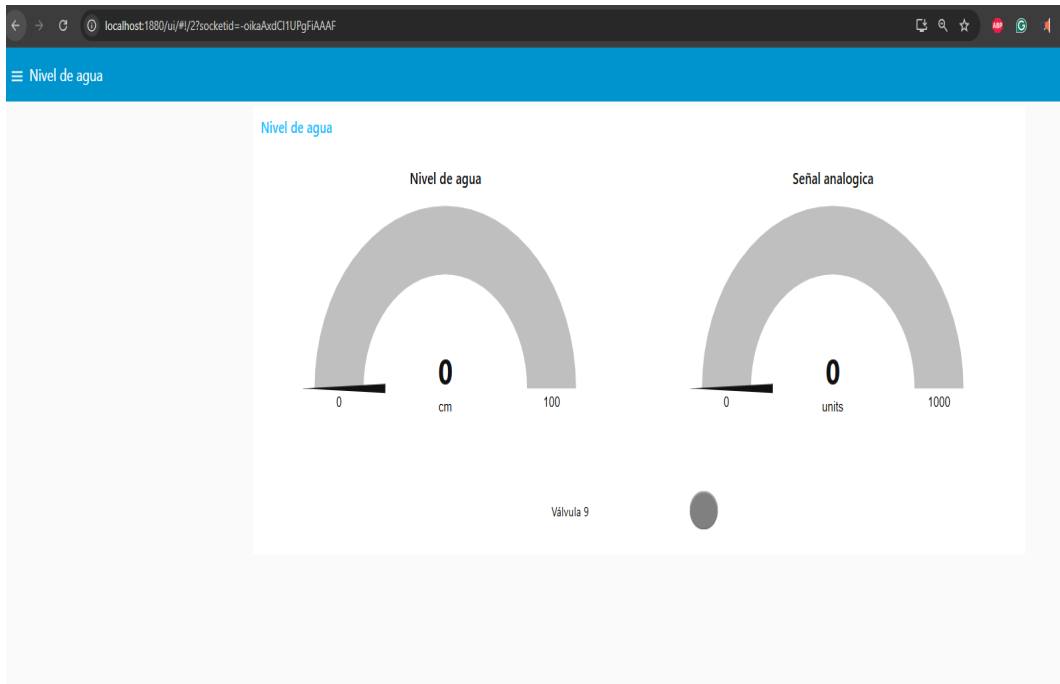 localhost:1880/ui/#!/2?socketid=-oikaAxdCl1UPgFiAAAF
ABP
Nivel de agua
Nivel de agua
Nivel de agua
Señal analogica
0
0
0
cm
100
0
units
1000
Válvula 9